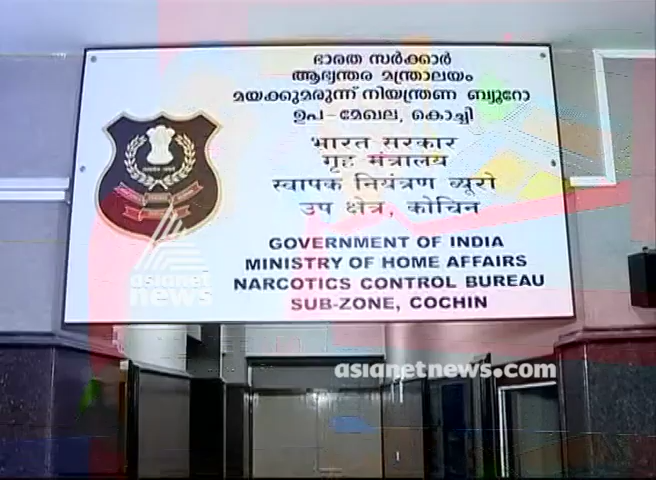 ഭാരത സർക്കാർ
ആഭ്യന്തര മന്ത്രാലയം
മയക്കുമരുന്ന് നിയന്ത്രണ ബ്യൂറോ
ഉപ - മേഖല, കൊച്ചി
भारत सरकार
गृह मंत्रालय
स्वापक नियंत्रण ब्यूरो
उप क्षेत्र, कोचिन
GOVERNMENT OF INDIA
MINISTRY OF HOME AFFAIRS
NARCOTICS CONTROL BUREAU
SUB-ZONE, COCHIN
asianet
news
asianetnews.com